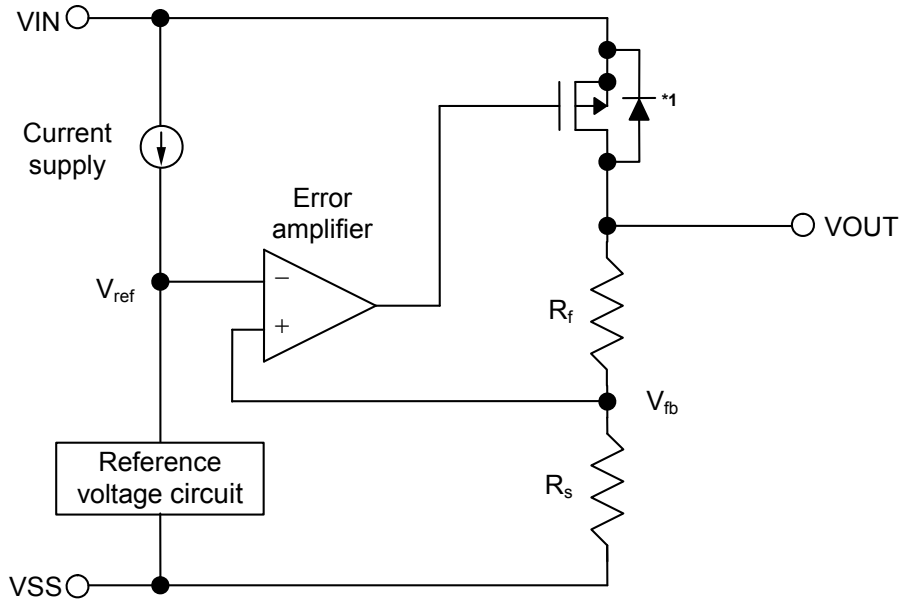 VIN
*1
Current
supply
Error
amplifier
VOUT
Vref
−
+
Rf
Vfb
Reference
voltage circuit
Rs
VSS